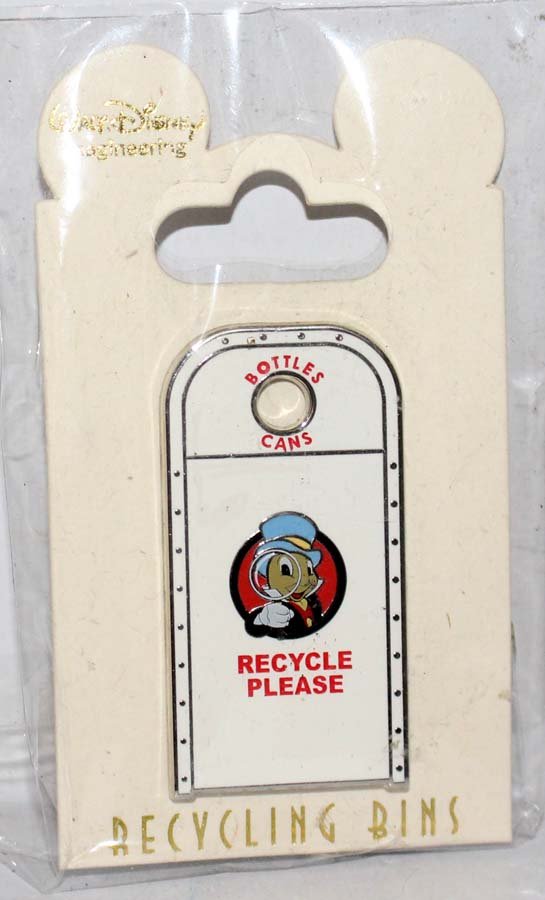 Walt Disney
Imagineering
BOTTLES
CANS
RECYCLE
PLEASE
RECYCLING BINS